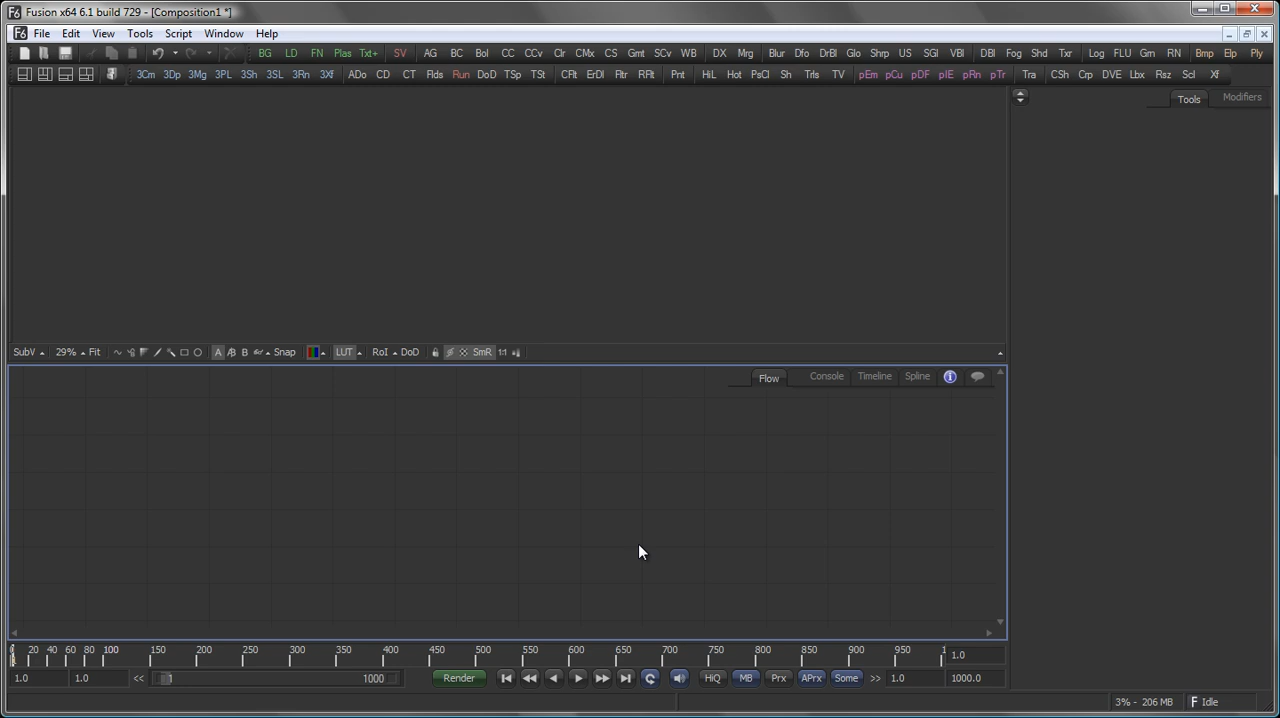 Fusion x64 6.1 build 729 - [Composition1 *]
File Edit View Tools Script Window Help
BG LD FN Plas Txt+ SV AG BC Bol CC CCv Clr CMx CS Gmt SCv WB DX Mrg Blur Dfo DrBl Glo Shrp US SGl VBl DBl Fog Shd Txr Log FLU Gm RN Bmp Elp Ply
3Cm 3Dp 3Mg 3PL 3Sh 3SL 3Rn 3Xf ADo CD CT Flds Run DoD TSp TSt CFlt ErDl Fltr RFlt Pnt HiL Hot PsCl Sh Trls TV pEm pCu pDF pIE pRn pTr Tra CSh Crp DVE Lbx Rsz Scl Xf
Tools Modifiers
SubV 29% Fit A B Snap LUT RoI DoD SmR 1:1
Flow Console Timeline Spline
20 40 60 80 100 150 200 250 300 350 400 450 500 550 600 650 700 750 800 850 900 950 1 1.0
1.0 1.0 << 1 1000 Render HiQ MB Prx APrx Some >> 1.0 1000.0
3% - 206 MB Idle